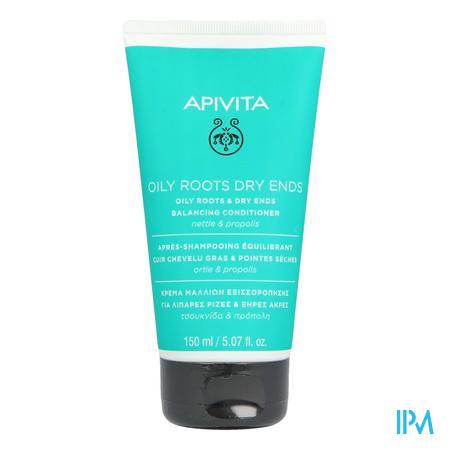 APIVITA
OILY ROOTS DRY ENDS
OILY ROOTS & DRY ENDS
BALANCING CONDITIONER
nettle & propolis
APRÈS-SHAMPOOING ÉQUILIBRANT
CUIR CHEVELU GRAS & POINTES SÈCHES
ortie & propolis
ΚΡΕΜΑ ΜΑΛΛΙΩΝ ΕΞΙΣΟΡΡΟΠΗΣΗΣ
ΓΙΑ ΛΙΠΑΡΕΣ ΡΙΖΕΣ & ΞΗΡΕΣ ΑΚΡΕΣ
τσουκνίδα & πρόπολη
150 ml / 5.07 fl. oz.
IPM